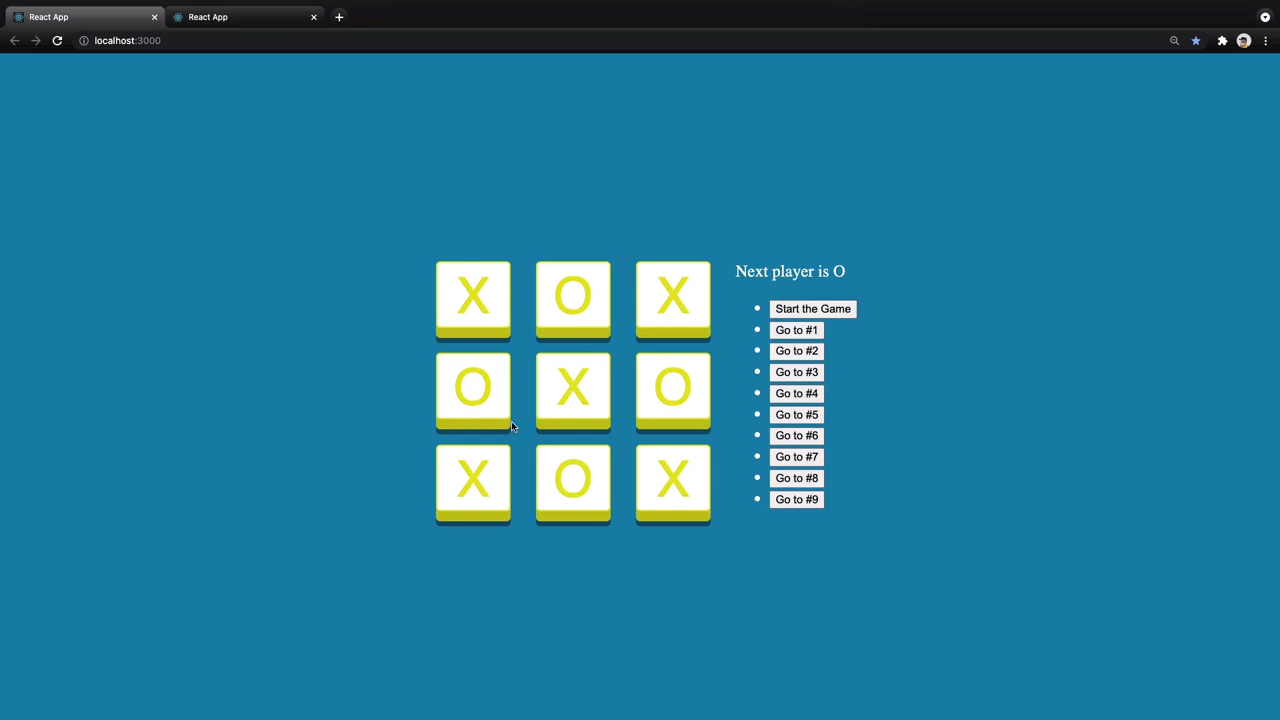 React App
React App
localhost:3000
X O X
O X O
X O X
Next player is O
Start the Game
Go to #1
Go to #2
Go to #3
Go to #4
Go to #5
Go to #6
Go to #7
Go to #8
Go to #9